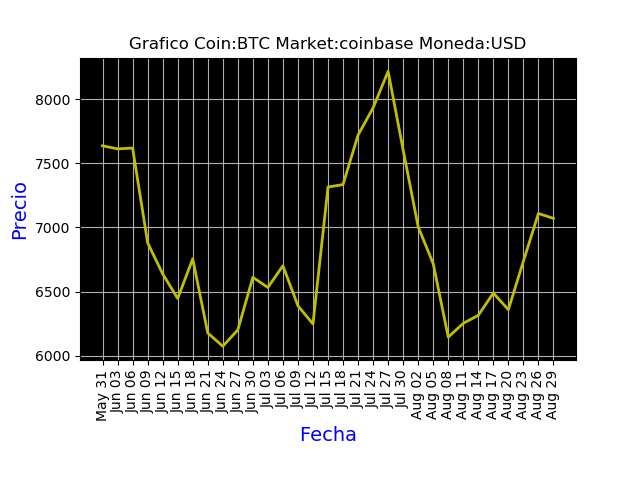 Grafico Coin:BTC Market:coinbase Moneda:USD
8000
7500
7000
6500
6000
Precio
May 31
Jun 03
Jun 06
Jun 09
Jun 12
Jun 15
Jun 18
Jun 21
Jun 24
Jun 27
Jun 30
Jul 03
Jul 06
Jul 09
Jul 12
Jul 15
Jul 18
Jul 21
Jul 24
Jul 27
Jul 30
Aug 02
Aug 05
Aug 08
Aug 11
Aug 14
Aug 17
Aug 20
Aug 23
Aug 26
Aug 29
Fecha